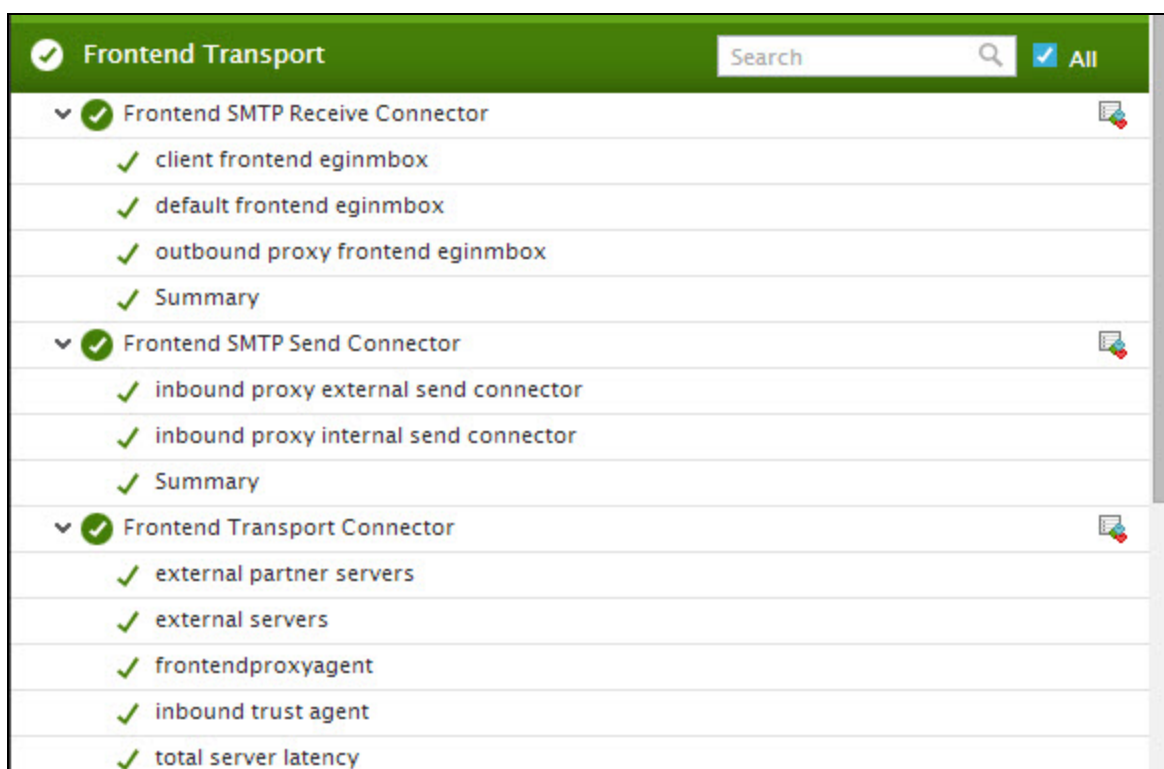 Frontend Transport
Search
All
Frontend SMTP Receive Connector
client frontend eginmbox
default frontend eginmbox
outbound proxy frontend eginmbox
Summary
Frontend SMTP Send Connector
inbound proxy external send connector
inbound proxy internal send connector
Summary
Frontend Transport Connector
external partner servers
external servers
frontendproxyagent
inbound trust agent
total server latency